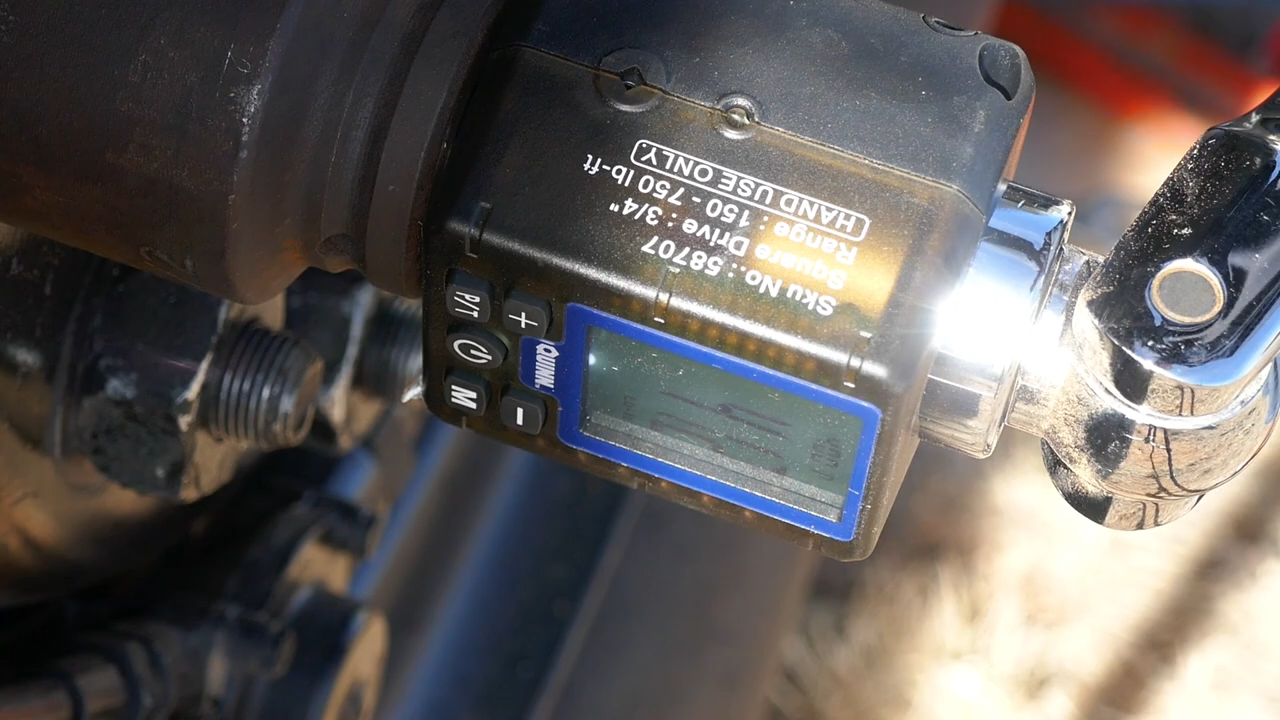 Sku No.: 58707
Square Drive : 3/4"
Range : 150 - 750 lb-ft
HAND USE ONLY.
P/T
M
QUINN.